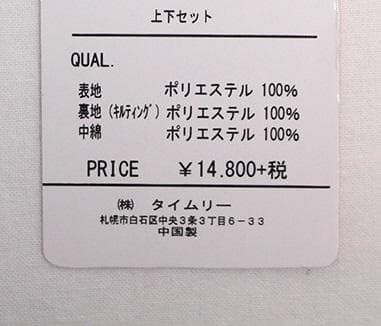 上下セット
QUAL.
表地 ポリエステル 100%
裏地 (ｷﾙﾃｨﾝｸﾞ) ポリエステル 100%
中綿 ポリエステル 100%
PRICE ￥14.800+税
㈱ タイムリー
札幌市白石区中央3条3丁目6－33
中国製